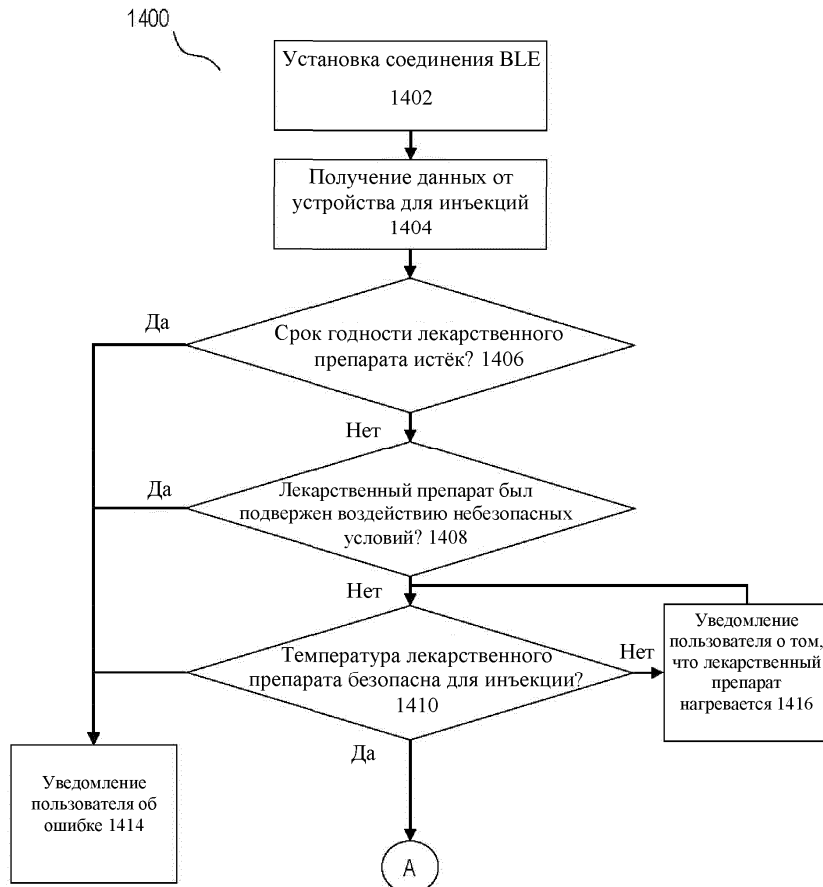 1400
Установка соединения BLE
1402
Получение данных от
устройства для инъекций
1404
Да
Срок годности лекарственного
препарата истёк? 1406
Нет
Да
Лекарственный препарат был
подвержен воздействию небезопасных
условий? 1408
Нет
Температура лекарственного
препарата безопасна для инъекции?
1410
Нет
Уведомление
пользователя о том,
что лекарственный
препарат
нагревается 1416
Да
Уведомление
пользователя об
ошибке 1414
A